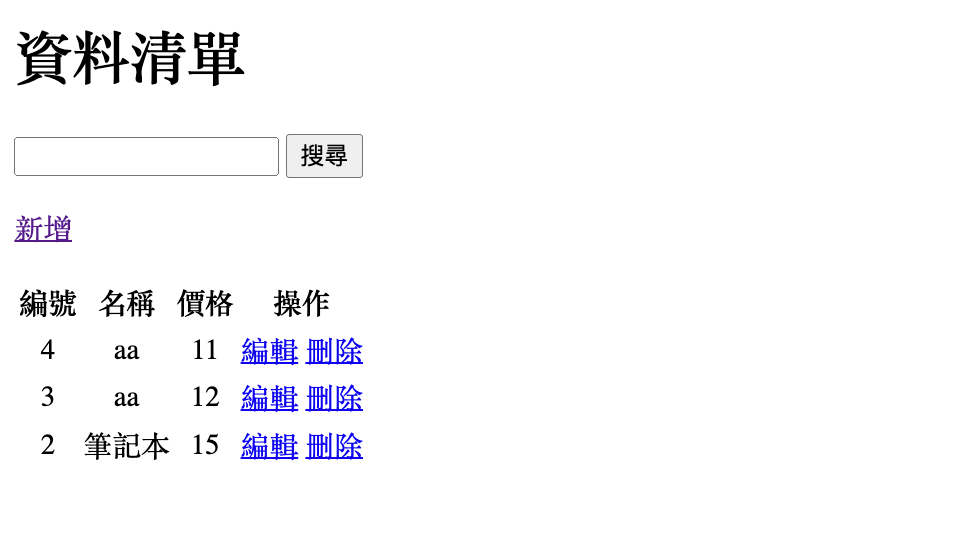 資料清單
搜尋
新增
編號 名稱 價格 操作
4 aa 11 編輯 刪除
3 aa 12 編輯 刪除
2 筆記本 15 編輯 刪除